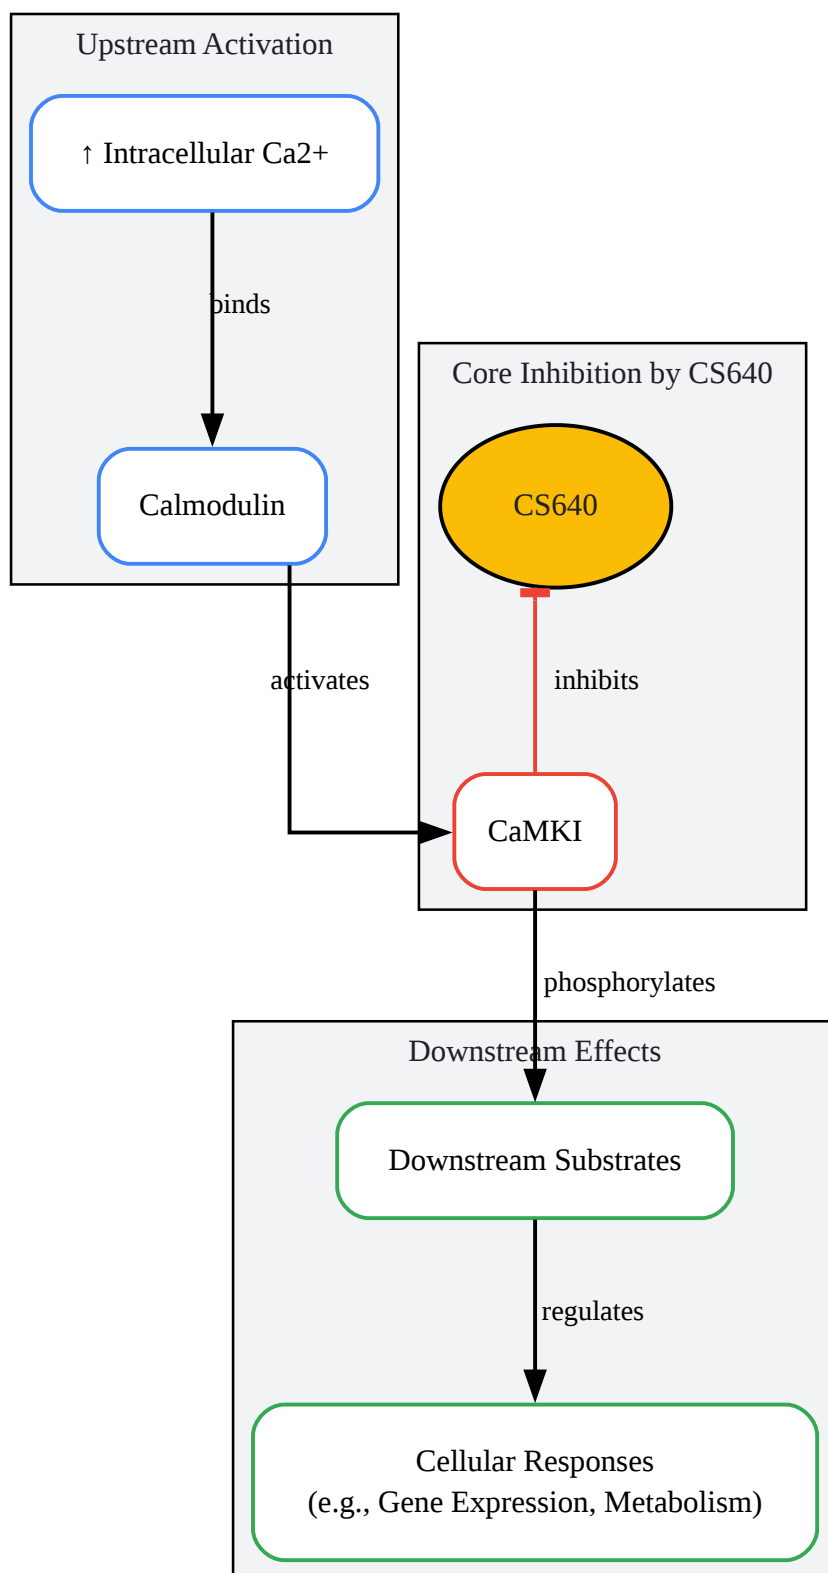 Upstream Activation
↑ Intracellular Ca2+
binds
Calmodulin
activates
Core Inhibition by CS640
CS640
inhibits
CaMKI
phosphorylates
Downstream Effects
Downstream Substrates
regulates
Cellular Responses
(e.g., Gene Expression, Metabolism)